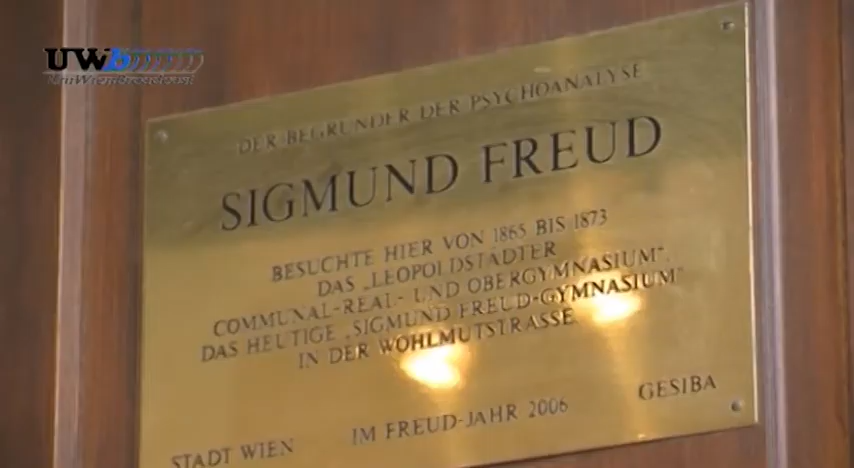 UWb
DER BEGRÜNDER DER PSYCHOANALYSE
SIGMUND FREUD
BESUCHTE HIER VON 1865 BIS 1873
DAS „LEOPOLDSTÄDTER
COMMUNAL-REAL- UND OBERGYMNASIUM“,
DAS HEUTIGE „SIGMUND FREUD-GYMNASIUM“
IN DER WOHLMUTSTRASSE.
STADT WIEN IM FREUD-JAHR 2006 GESIBA